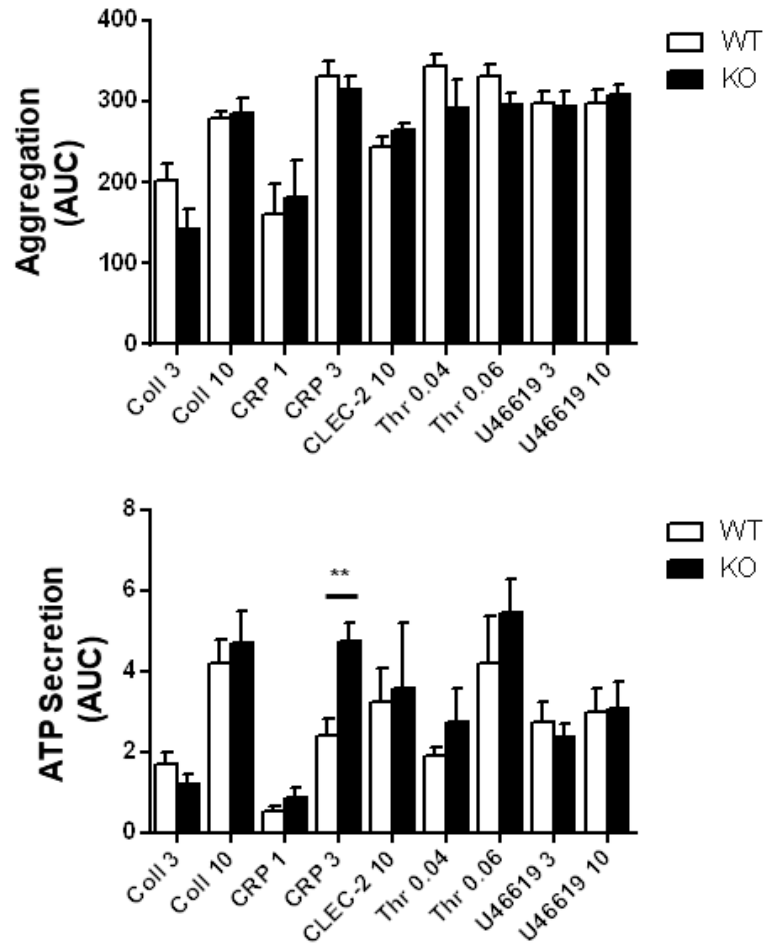 400
300
200
100
0
Aggregation
(AUC)
WT
KO
Coll 3
Coll 10
CRP 1
CRP 3
CLEC-2 10
Thr 0.04
Thr 0.06
U46619 3
U46619 10
8
6
4
2
0
ATP Secretion
(AUC)
**
WT
KO
Coll 3
Coll 10
CRP 1
CRP 3
CLEC-2 10
Thr 0.04
Thr 0.06
U46619 3
U46619 10